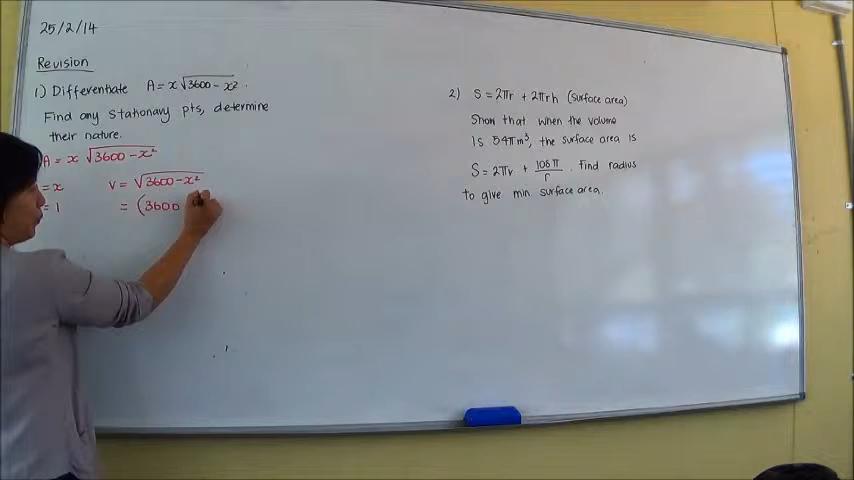 25/2/14
Revision
1) Differentiate A = x √3600 - x² .
Find any stationary pts, determine
their nature.
A = x √3600 - x²
= x v = √3600 - x²
= 1 = (3600
2) S = 2πr + 2πrh (surface area)
Show that when the volume
is 54πm³, the surface area is
S = 2πr + 108π/r . Find radius
to give min. surface area.